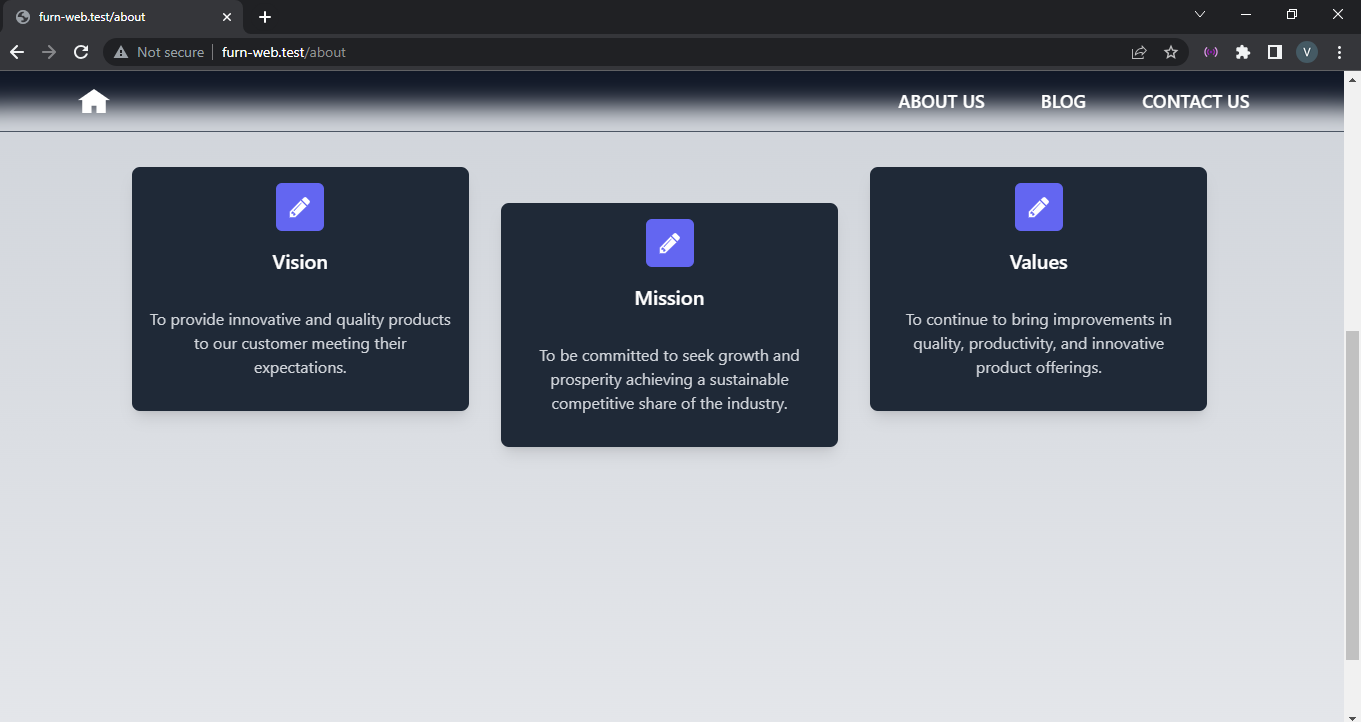 furn-web.test/about
Not secure furn-web.test/about
V
ABOUT US BLOG CONTACT US
Vision
To provide innovative and quality products
to our customer meeting their
expectations.
Mission
To be committed to seek growth and
prosperity achieving a sustainable
competitive share of the industry.
Values
To continue to bring improvements in
quality, productivity, and innovative
product offerings.